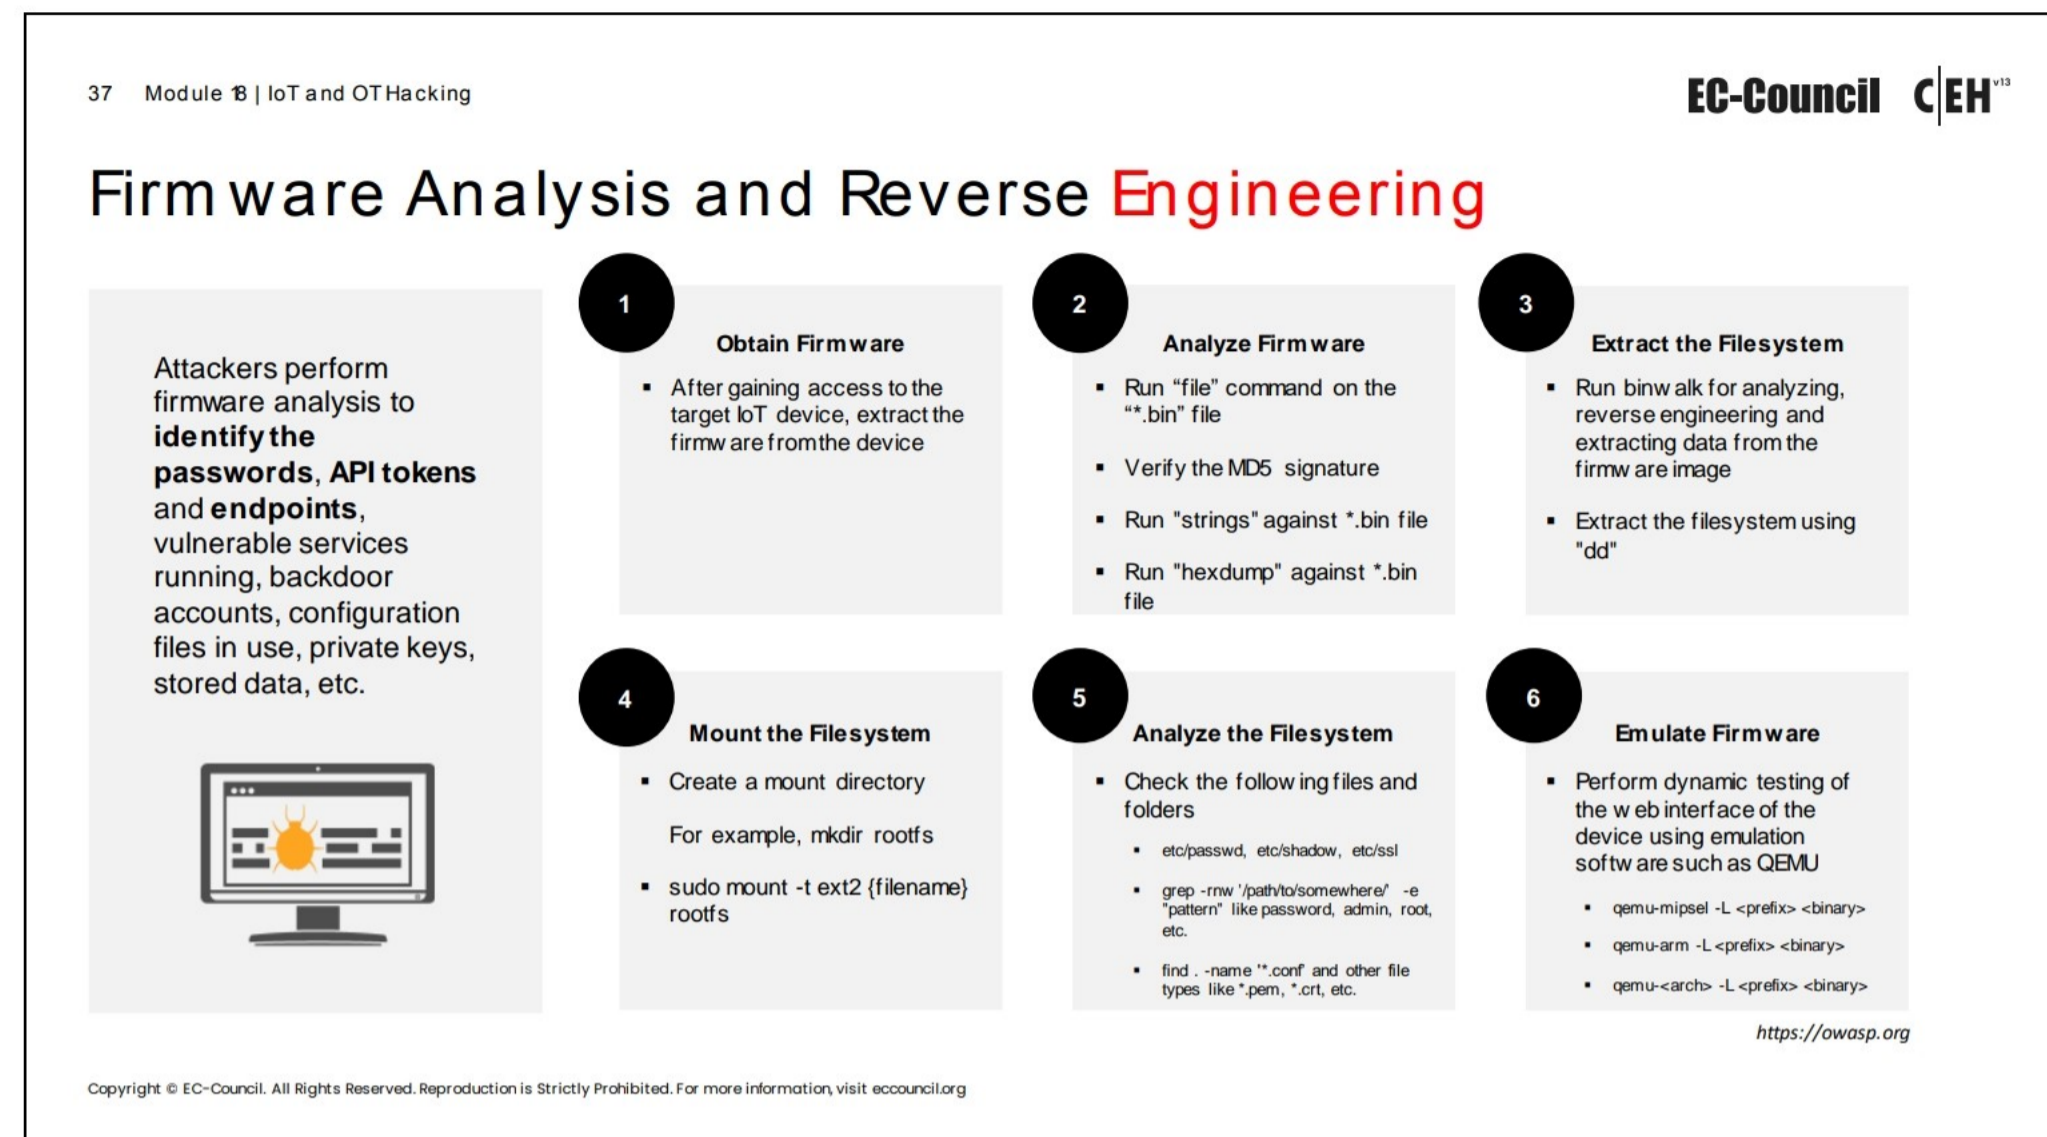 37 Module 18 | IoT and OT Hacking
EC-Council C|EH v13
Firmware Analysis and Reverse Engineering
Attackers perform
firmware analysis to
identify the
passwords, API tokens
and endpoints,
vulnerable services
running, backdoor
accounts, configuration
files in use, private keys,
stored data, etc.
1
Obtain Firmware
▪ After gaining access to the
target IoT device, extract the
firmware from the device
2
Analyze Firmware
▪ Run “file” command on the
“*.bin” file
▪ Verify the MD5 signature
▪ Run "strings" against *.bin file
▪ Run "hexdump" against *.bin
file
3
Extract the Filesystem
▪ Run binwalk for analyzing,
reverse engineering and
extracting data from the
firmware image
▪ Extract the filesystem using
"dd"
4
Mount the Filesystem
▪ Create a mount directory
For example, mkdir rootfs
▪ sudo mount -t ext2 {filename}
rootfs
5
Analyze the Filesystem
▪ Check the following files and
folders
▪ etc/passwd, etc/shadow, etc/ssl
▪ grep -rnw '/path/to/somewhere/' -e
"pattern" like password, admin, root,
etc.
▪ find . -name '*.conf' and other file
types like *.pem, *.crt, etc.
6
Emulate Firmware
▪ Perform dynamic testing of
the web interface of the
device using emulation
software such as QEMU
▪ qemu-mipsel -L <prefix> <binary>
▪ qemu-arm -L <prefix> <binary>
▪ qemu-<arch> -L <prefix> <binary>
https://owasp.org
Copyright © EC-Council. All Rights Reserved. Reproduction is Strictly Prohibited. For more information, visit eccouncil.org